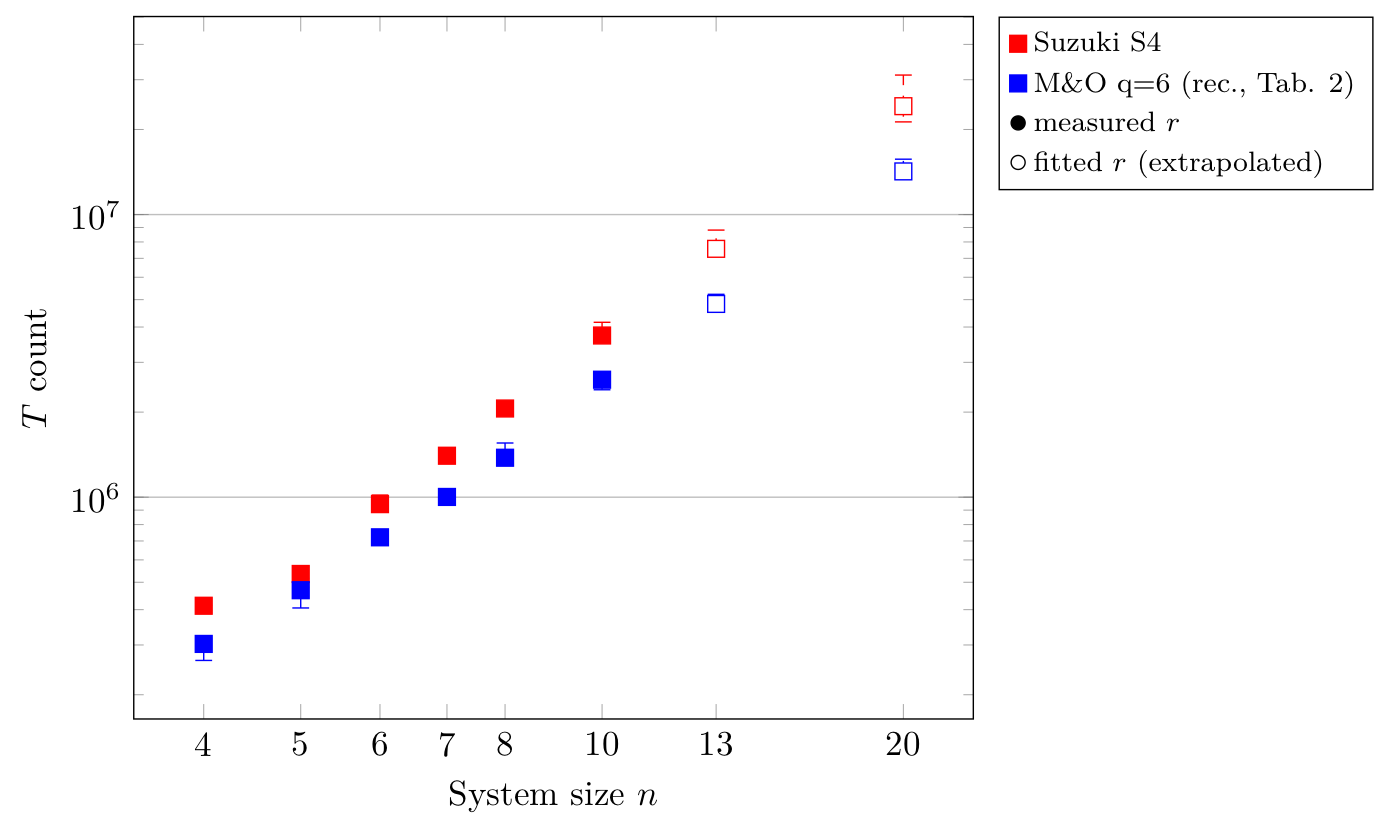 Suzuki S4
M&O q=6 (rec., Tab. 2)
measured r
fitted r (extrapolated)
10^7
10^6
T count
4 5 6 7 8 10 13 20
System size n